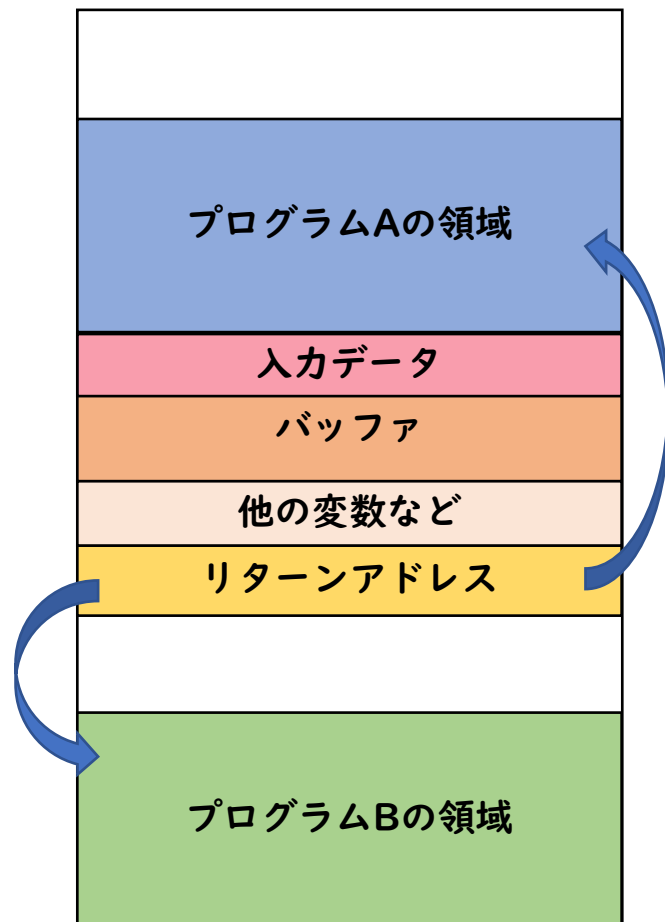 プログラムAの領域
入力データ
バッファ
他の変数など
リターンアドレス
プログラムBの領域